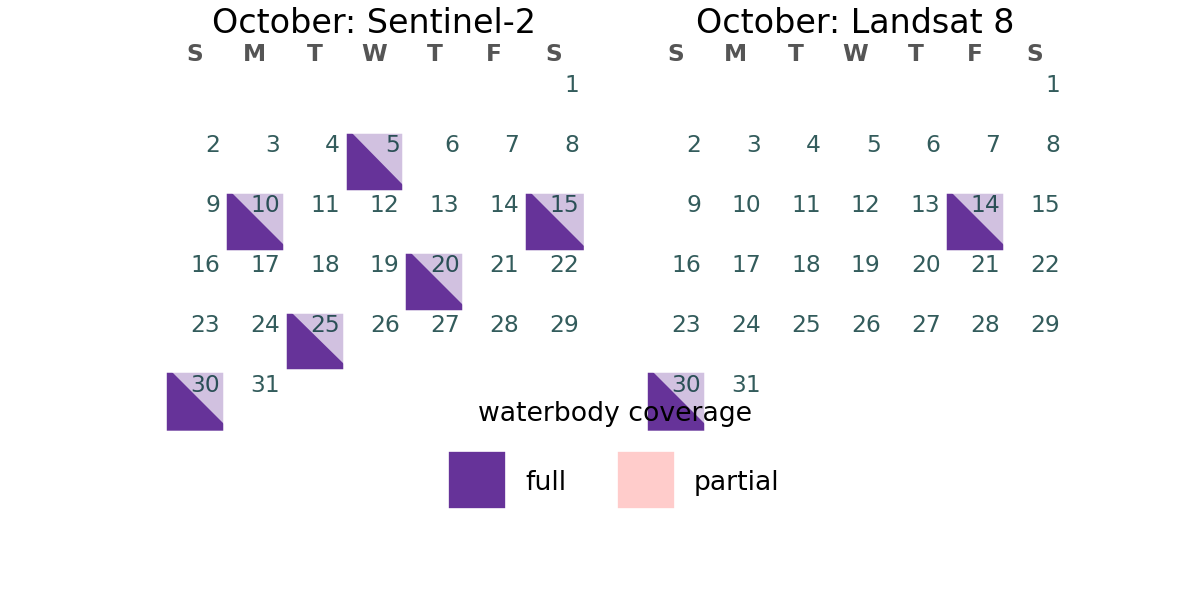 October: Sentinel-2
S M T W T F S
1
2 3 4 5 6 7 8
9 10 11 12 13 14 15
16 17 18 19 20 21 22
23 24 25 26 27 28 29
30 31
October: Landsat 8
S M T W T F S
1
2 3 4 5 6 7 8
9 10 11 12 13 14 15
16 17 18 19 20 21 22
23 24 25 26 27 28 29
30 31
waterbody coverage
full partial